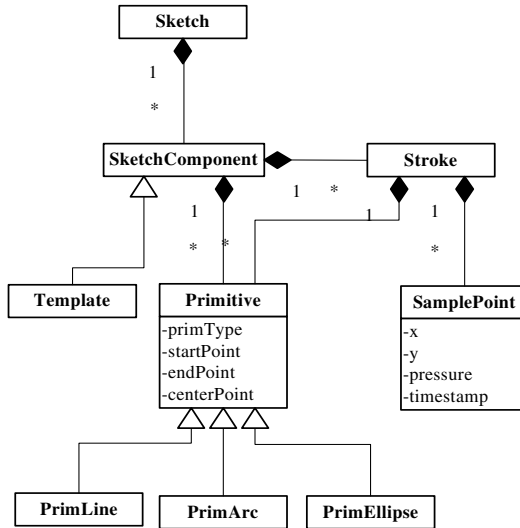 Sketch
1
*
SketchComponent
Stroke
1
*
1
*
1
1
*
*
Template
Primitive
-primType
-startPoint
-endPoint
-centerPoint
SamplePoint
-x
-y
-pressure
-timestamp
PrimLine
PrimArc
PrimEllipse